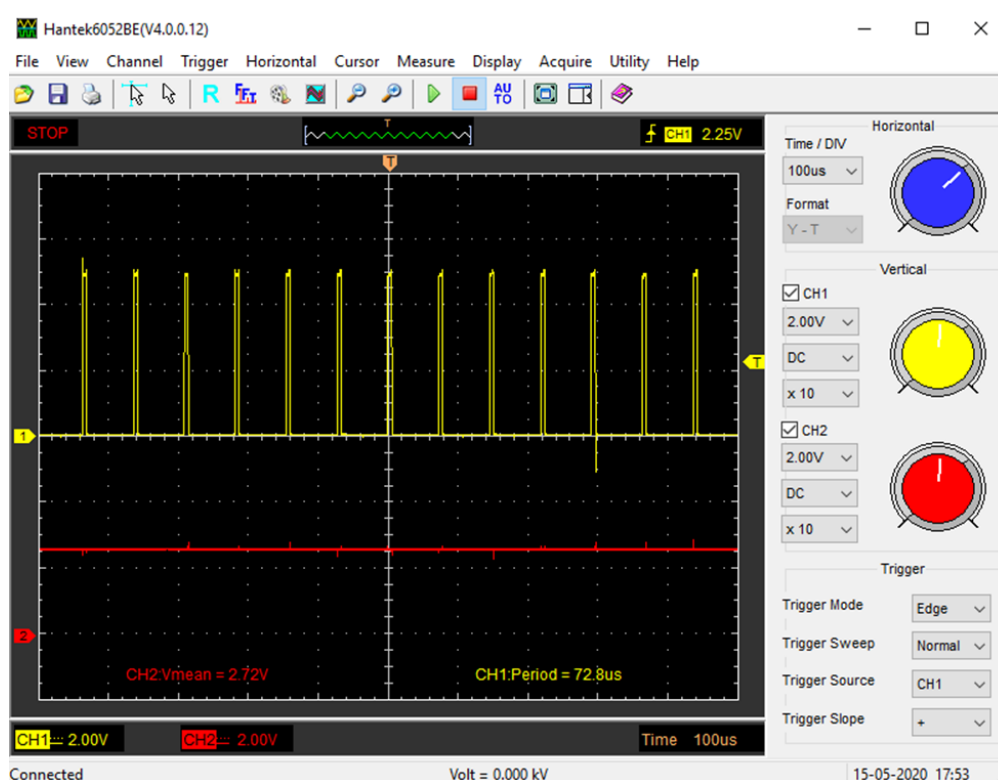 Hantek6052BE(V4.0.0.12)
File View Channel Trigger Horizontal Cursor Measure Display Acquire Utility Help
R FFT AU TO
STOP
T
CH1 2.25V
T
T
1
2
CH2:Vmean = 2.72V
CH1:Period = 72.8us
CH1 2.00V
CH2 2.00V
Time 100us
Horizontal
Time / DIV
100us
Format
Y - T
Vertical
CH1
2.00V
DC
x 10
CH2
2.00V
DC
x 10
Trigger
Trigger Mode Edge
Trigger Sweep Normal
Trigger Source CH1
Trigger Slope +
Connected
Volt = 0.000 kV
15-05-2020 17:53